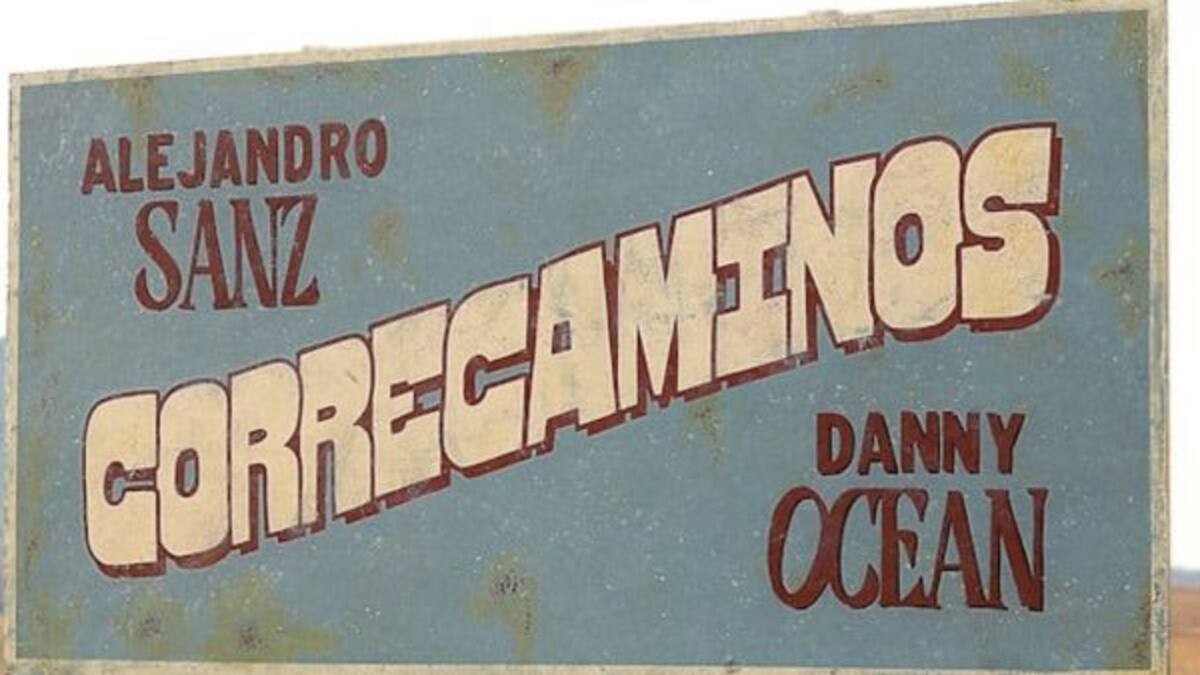 ALEJANDRO
SANZ
CORRECAMINOS
DANNY
OCEAN